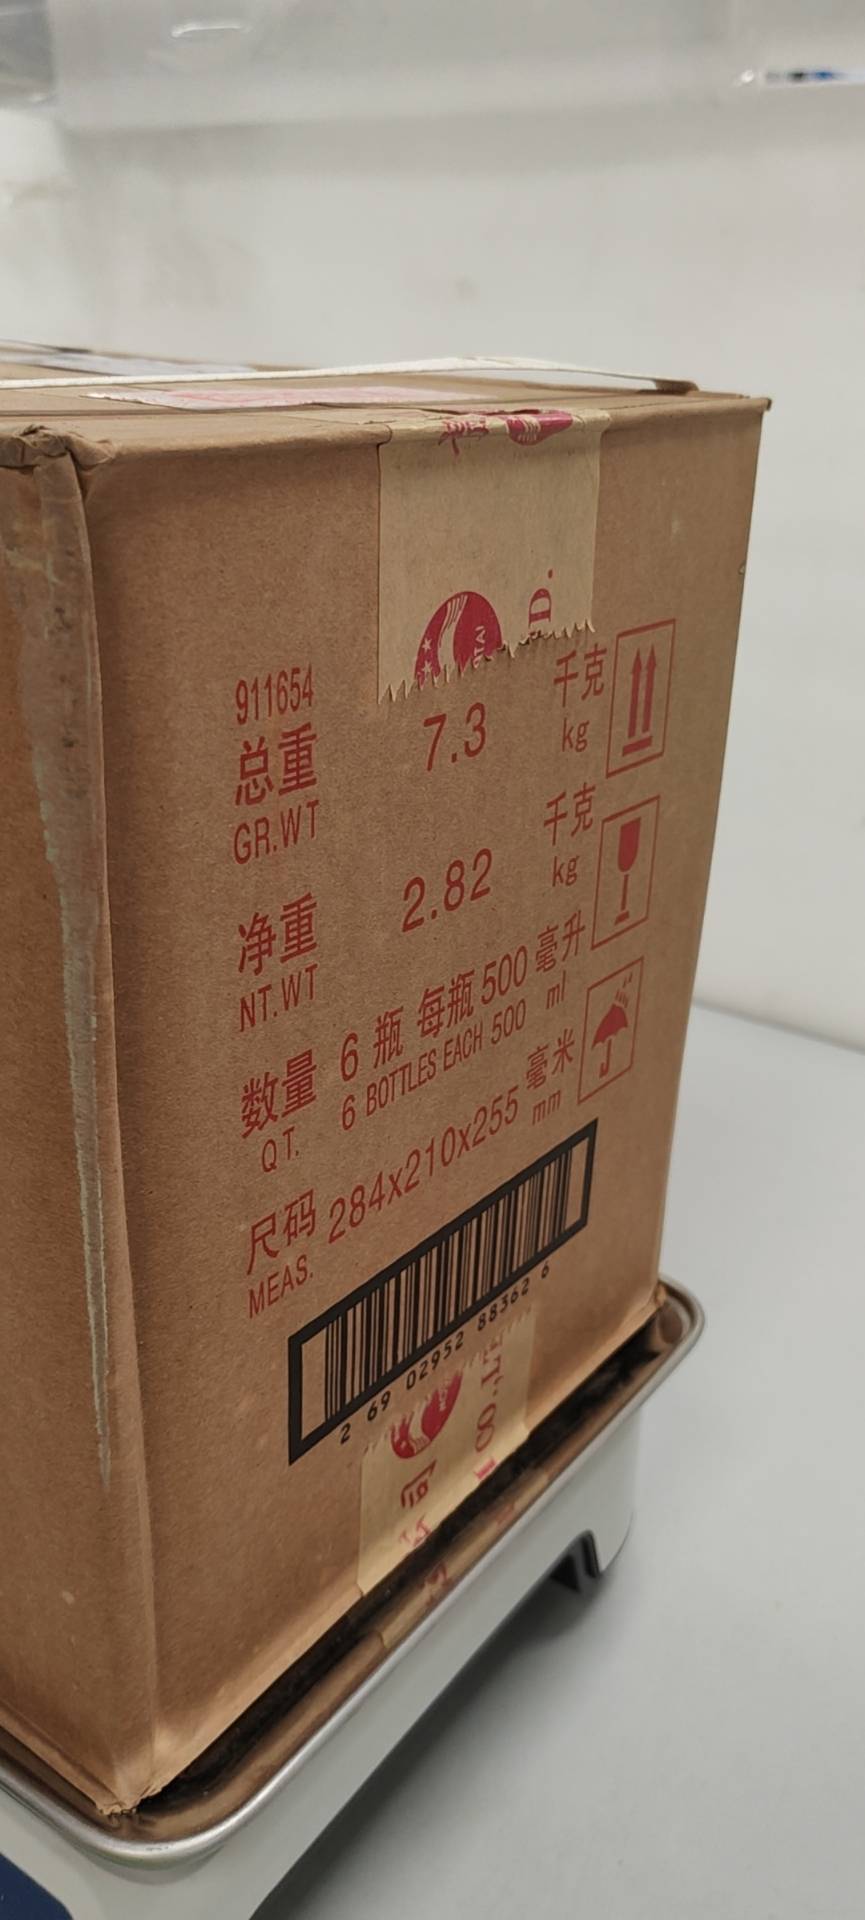 D.
911654
总重 7.3 千克
GR.WT kg
净重 2.82 千克
NT.WT kg
数量 6 瓶 每瓶 500 毫升
QT. 6 BOTTLES EACH 500 ml
尺码 284x210x255 毫米
MEAS. mm
2 69 02952 88362 6